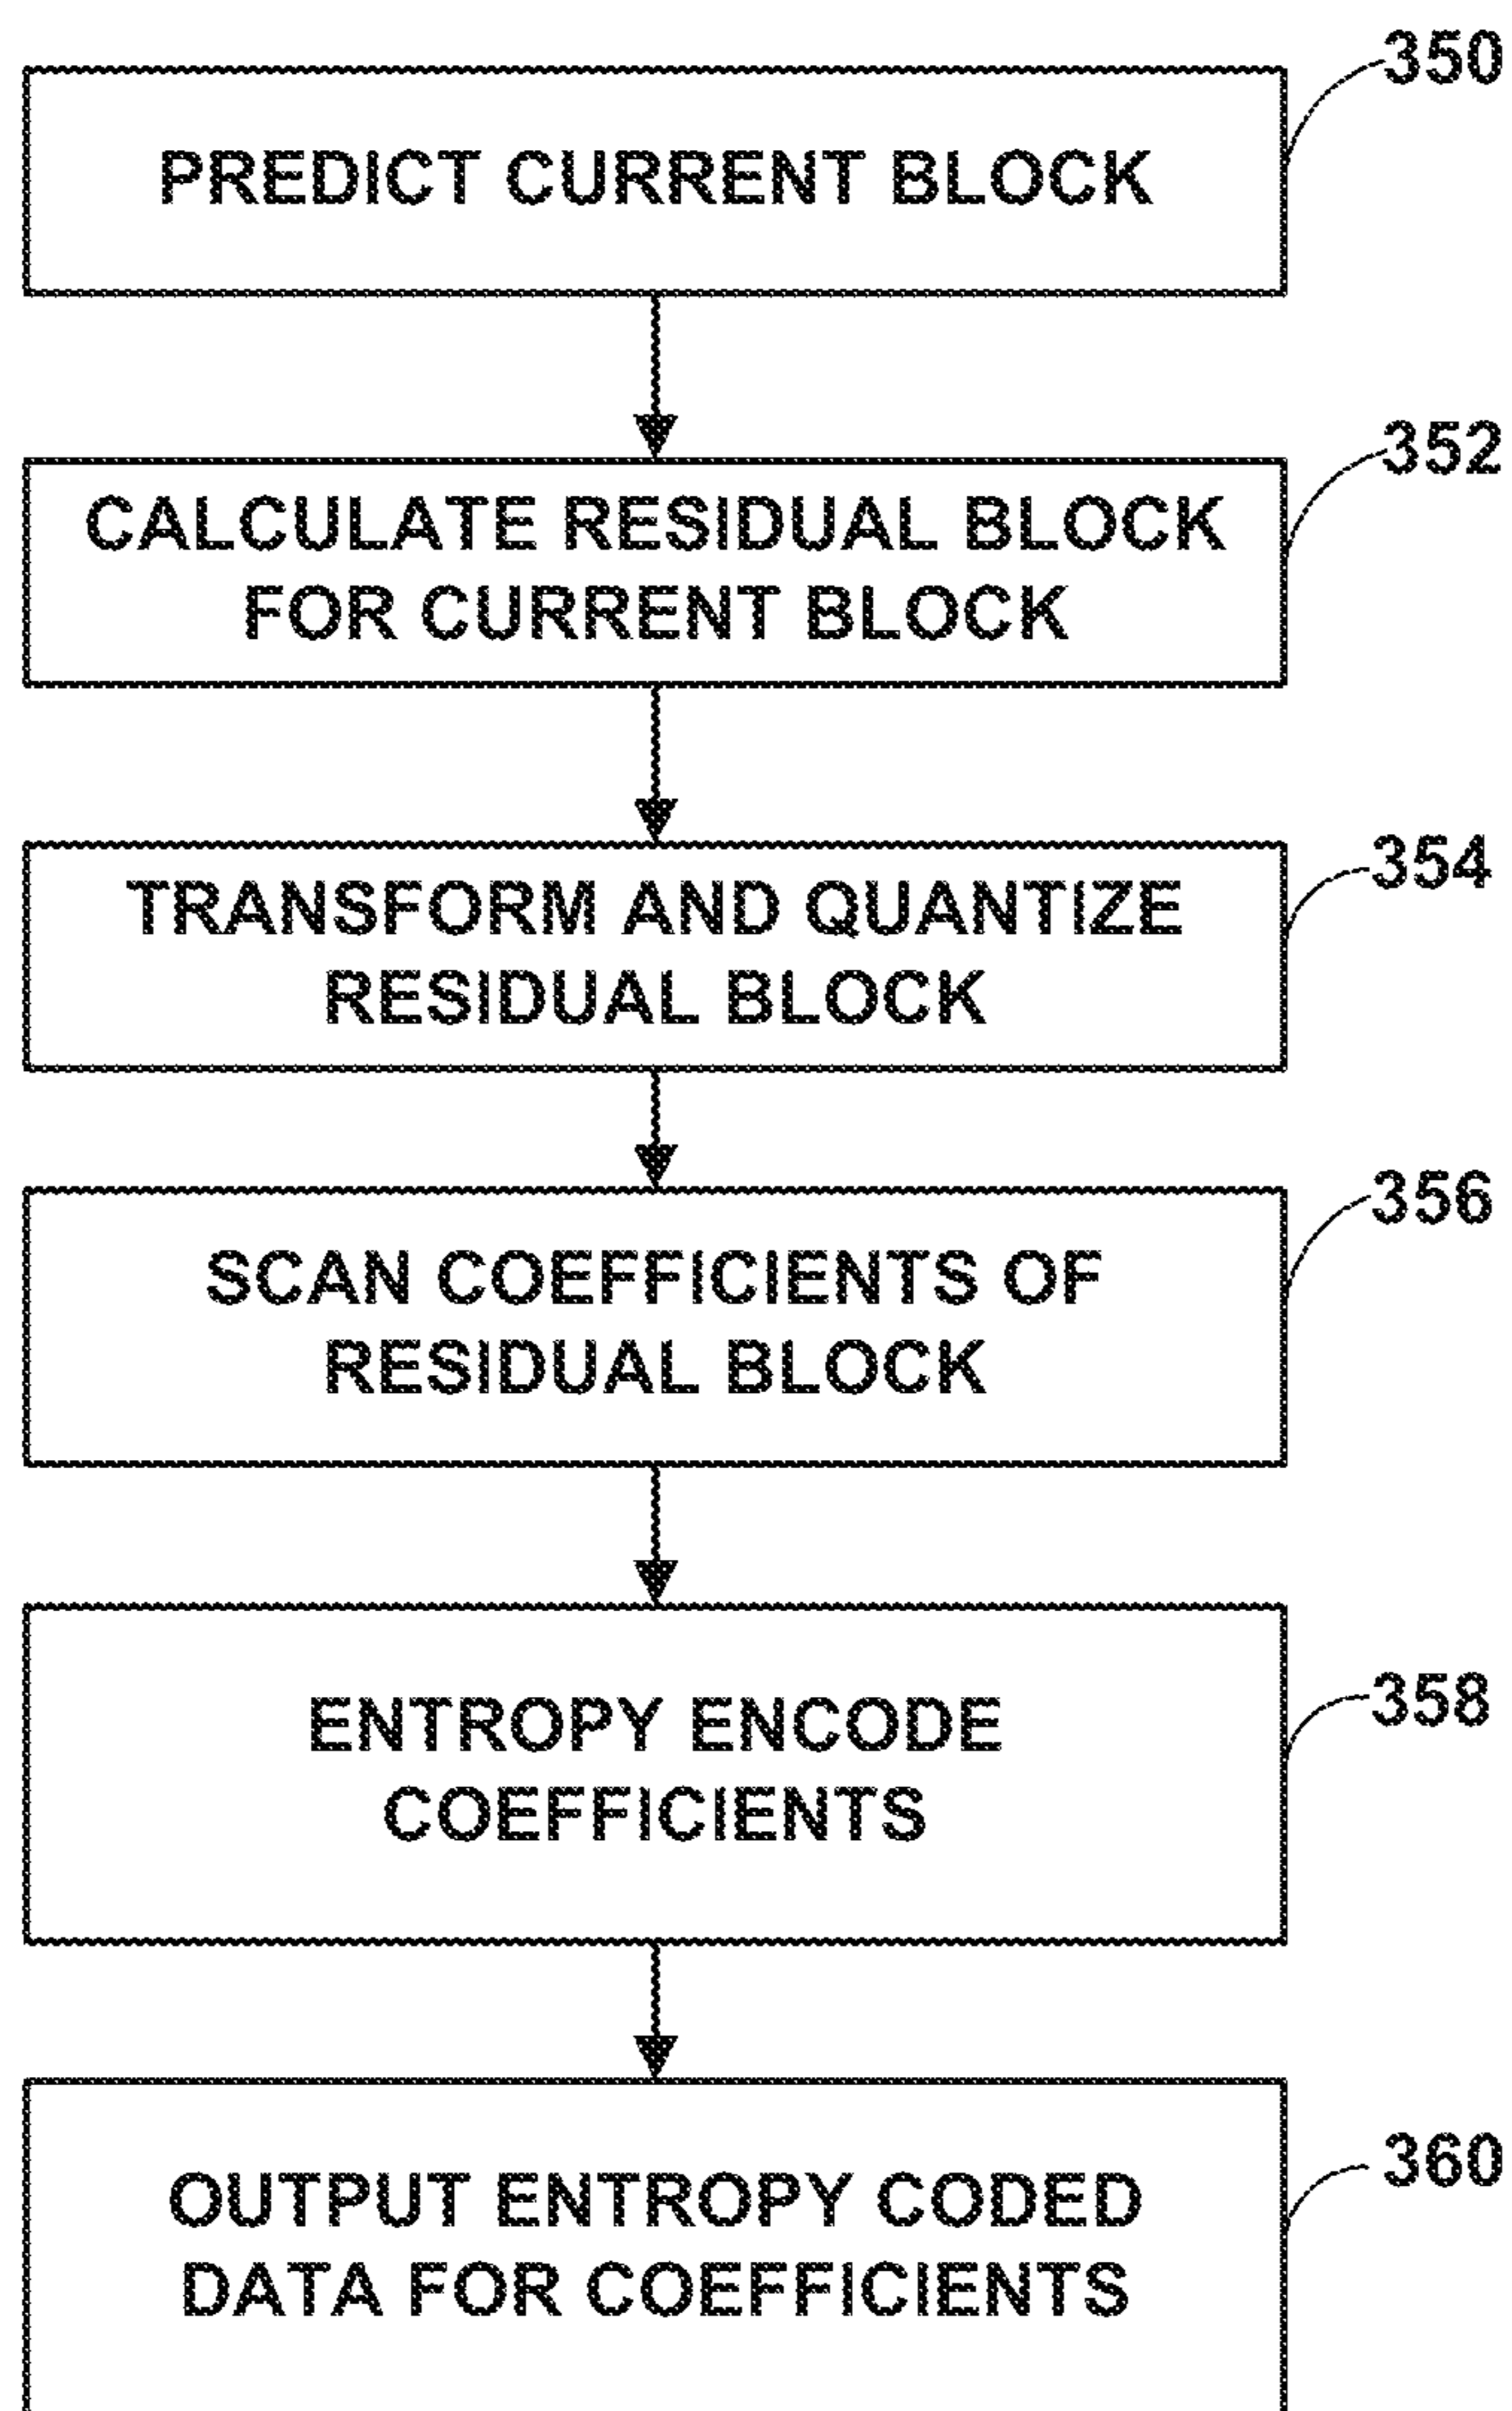 350
PREDICT CURRENT BLOCK
352
CALCULATE RESIDUAL BLOCK
FOR CURRENT BLOCK
354
TRANSFORM AND QUANTIZE
RESIDUAL BLOCK
356
SCAN COEFFICIENTS OF
RESIDUAL BLOCK
358
ENTROPY ENCODE
COEFFICIENTS
360
OUTPUT ENTROPY CODED
DATA FOR COEFFICIENTS